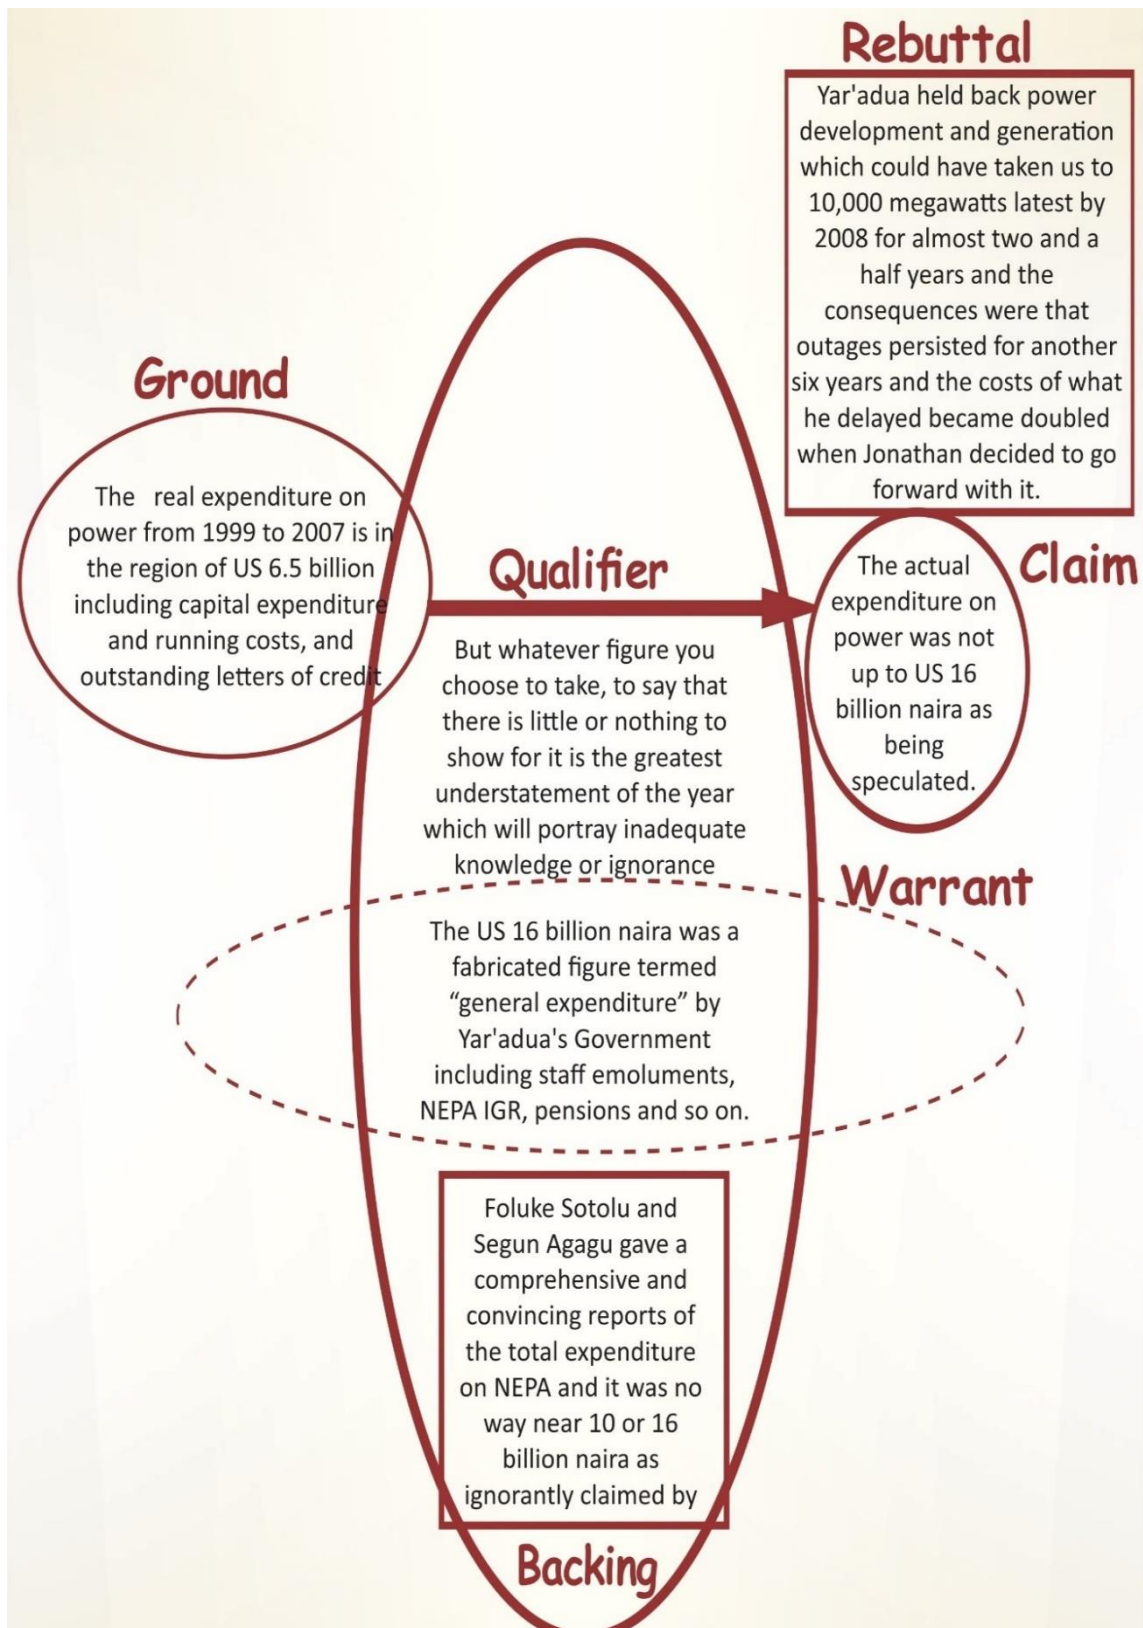 Rebuttal
Yar'adua held back power
development and generation
which could have taken us to
10,000 megawatts latest by
2008 for almost two and a
half years and the
consequences were that
outages persisted for another
six years and the costs of what
he delayed became doubled
when Jonathan decided to go
forward with it.
Ground
The real expenditure on
power from 1999 to 2007 is in
the region of US 6.5 billion
including capital expenditure
and running costs, and
outstanding letters of credit
Qualifier
But whatever figure you
choose to take, to say that
there is little or nothing to
show for it is the greatest
understatement of the year
which will portray inadequate
knowledge or ignorance
Claim
The actual
expenditure on
power was not
up to US 16
billion naira as
being
speculated.
Warrant
The US 16 billion naira was a
fabricated figure termed
“general expenditure” by
Yar'adua's Government
including staff emoluments,
NEPA IGR, pensions and so on.
Foluke Sotolu and
Segun Agagu gave a
comprehensive and
convincing reports of
the total expenditure
on NEPA and it was no
way near 10 or 16
billion naira as
ignorantly claimed by
Backing